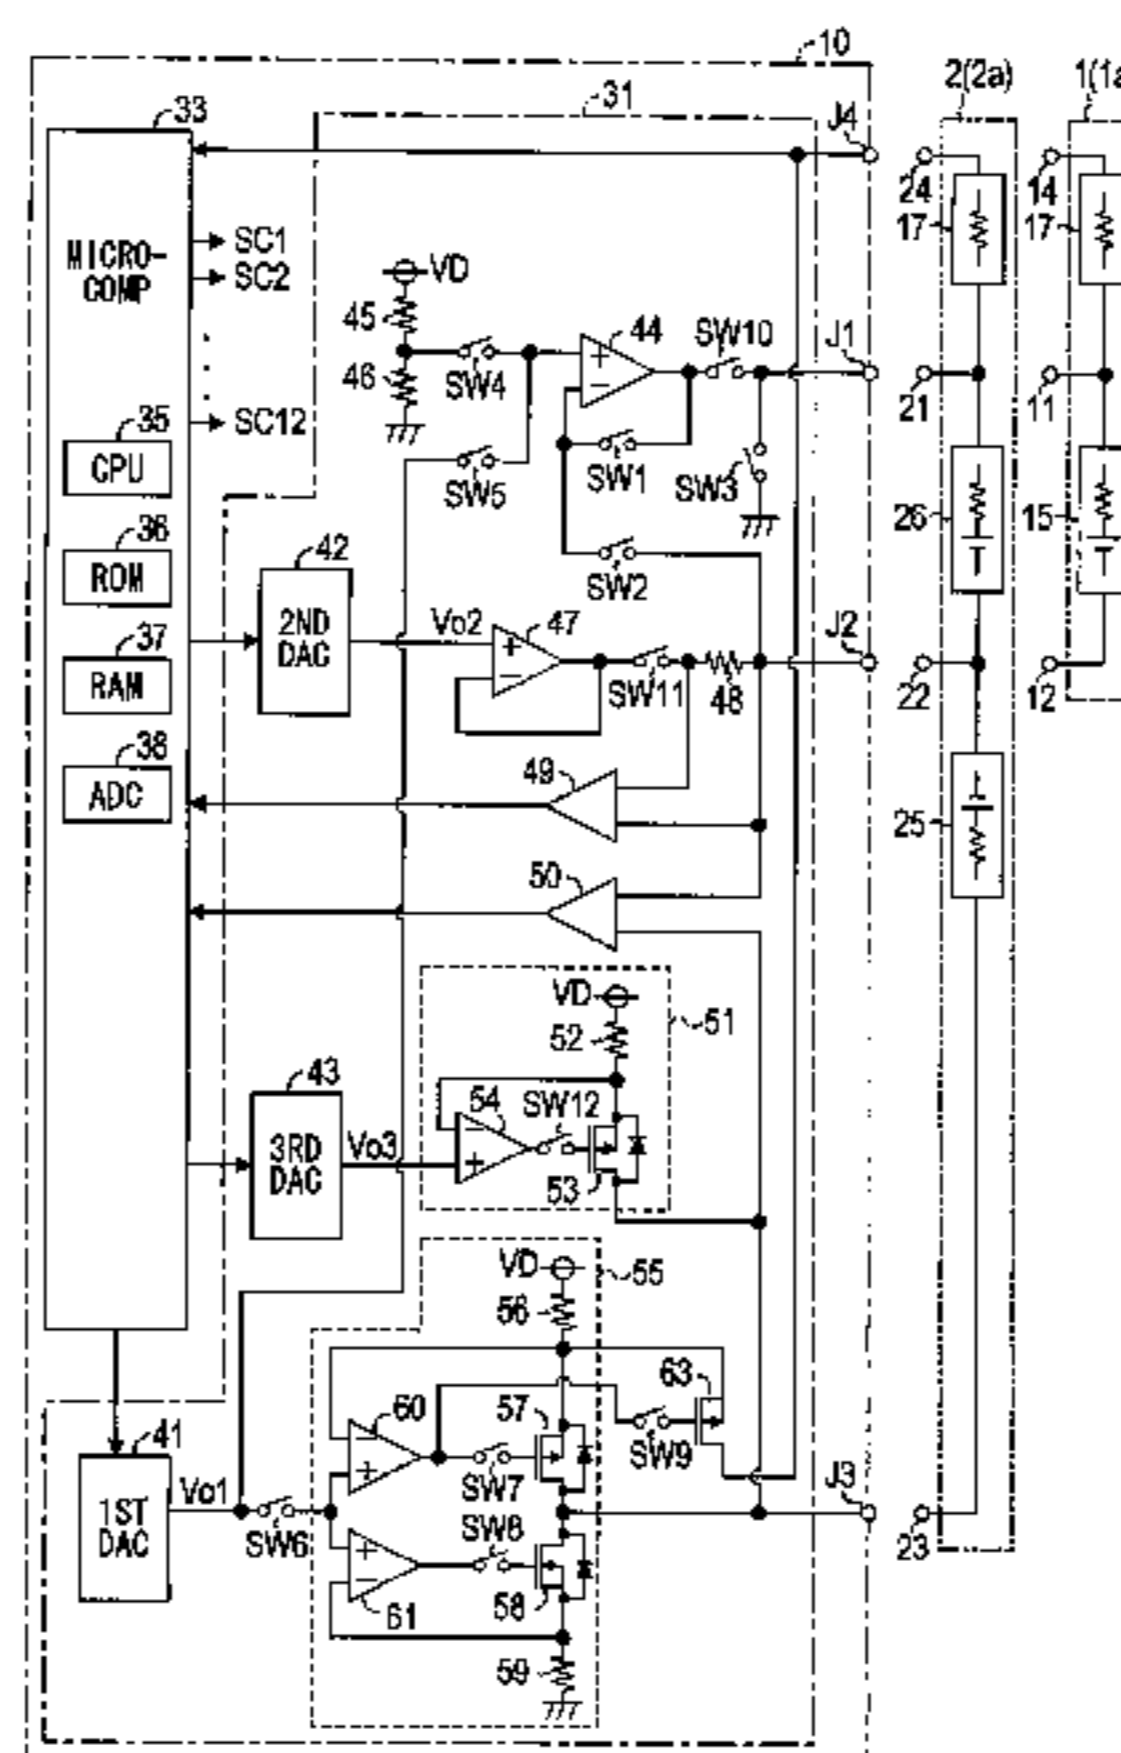 10
2(2a)
1(1a
33
31
J4
24
14
17
17
MICRO-
COMP
SC1
SC2
SC12
VD
45
46
SW4
44
SW10
J1
21
11
35
CPU
SW5
SW1
SW3
36
ROM
42
2ND
DAC
SW2
26
15
37
RAM
Vo2
47
J2
SW11
48
22
12
38
ADC
49
25
50
VD
52
51
43
3RD
DAC
Vo3
54
SW12
53
VD
55
56
63
60
57
SW7
SW9
41
1ST
DAC
Vo1
SW6
SW8
J3
23
61
58
59